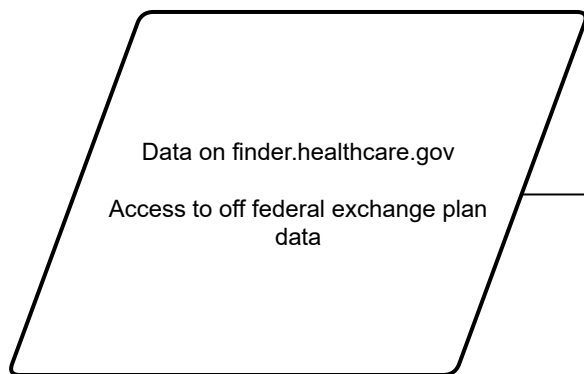 Data on finder.healthcare.gov
Access to off federal exchange plan
data